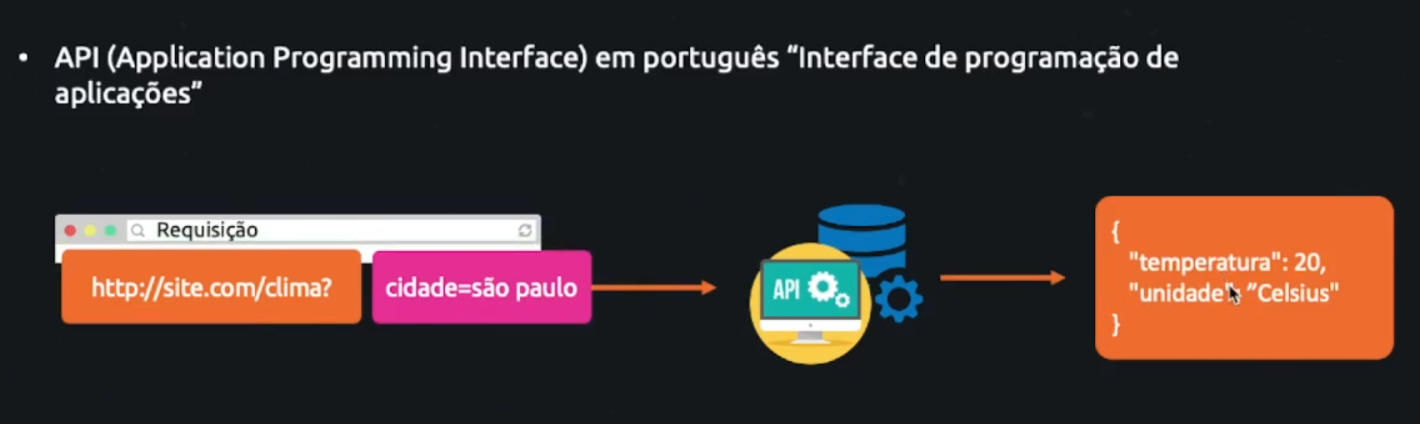 • API (Application Programming Interface) em português “Interface de programação de
aplicações”
Requisição
http://site.com/clima?
cidade=são paulo
API
{
"temperatura": 20,
"unidade": ”Celsius"
}